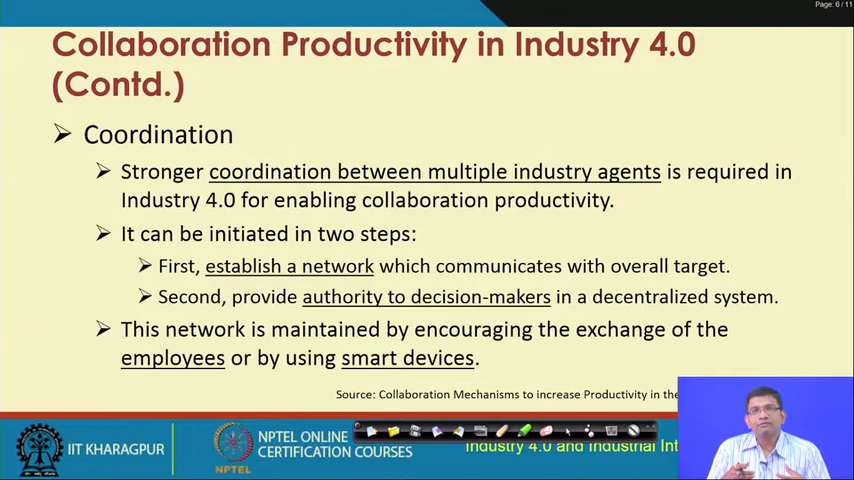 Page: 6 / 11
Collaboration Productivity in Industry 4.0
(Contd.)
➢ Coordination
➢ Stronger coordination between multiple industry agents is required in
Industry 4.0 for enabling collaboration productivity.
➢ It can be initiated in two steps:
➢ First, establish a network which communicates with overall target.
➢ Second, provide authority to decision-makers in a decentralized system.
➢ This network is maintained by encouraging the exchange of the
employees or by using smart devices.
Source: Collaboration Mechanisms to increase Productivity in the
IIT KHARAGPUR
NPTEL
NPTEL ONLINE
CERTIFICATION COURSES
Industry 4.0 and Industrial Int